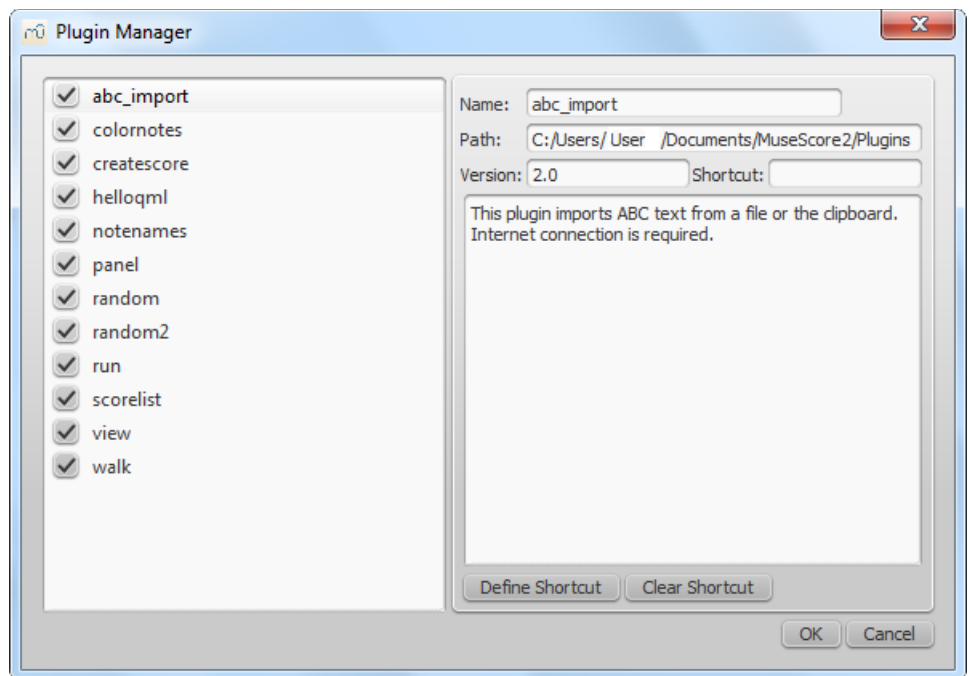 Plugin Manager
abc_import
colornotes
createscore
helloqml
notenames
panel
random
random2
run
scorelist
view
walk
Name: abc_import
Path: C:/Users/ User /Documents/MuseScore2/Plugins
Version: 2.0 Shortcut:
This plugin imports ABC text from a file or the clipboard.
Internet connection is required.
Define Shortcut Clear Shortcut
OK Cancel